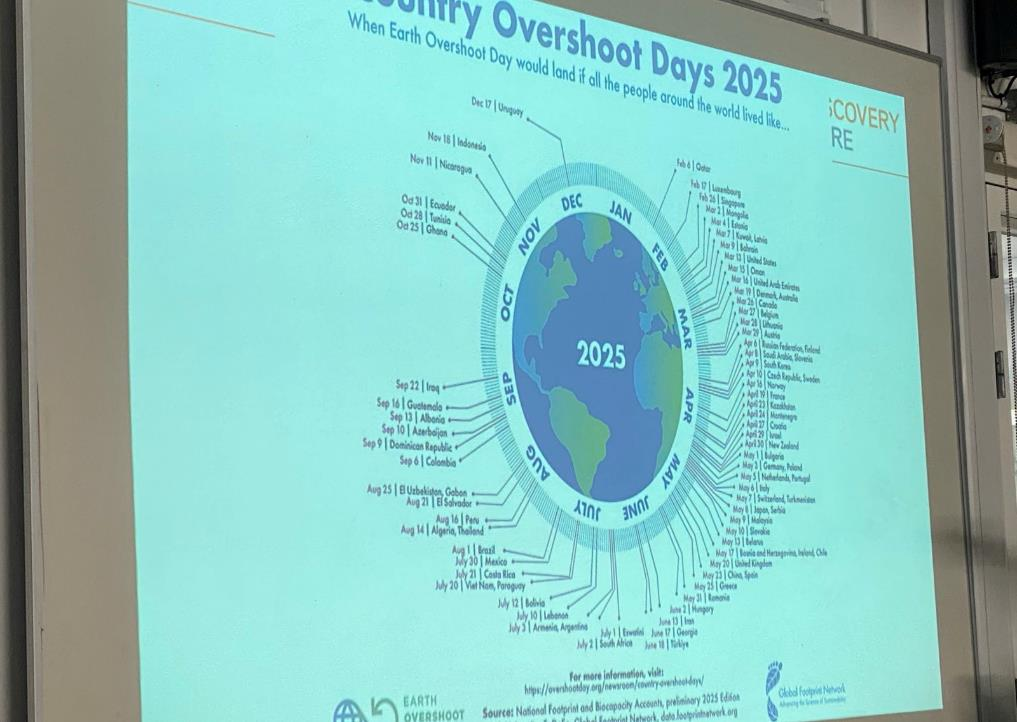 Country Overshoot Days 2025
When Earth Overshoot Day would land if all the people around the world lived like...
SCOVERY
RE
Dec 17 | Uruguay
Nov 18 | Indonesia
Nov 11 | Nicaragua
Oct 31 | Ecuador
Oct 28 | Tunisia
Oct 25 | Ghana
Sep 22 | Iraq
Sep 16 | Guatemala
Sep 13 | Albania
Sep 10 | Azerbaijan
Sep 9 | Dominican Republic
Sep 6 | Colombia
Aug 25 | El Uzbekistan, Gabon
Aug 21 | El Salvador
Aug 16 | Peru
Aug 14 | Algeria, Thailand
Aug 1 | Brazil
July 30 | Mexico
July 21 | Costa Rica
July 20 | Viet Nam, Paraguay
July 12 | Bolivia
July 10 | Lebanon
July 3 | Armenia, Argentina
July 2 | South Africa
July 1 | Eswatini
DEC
JAN
FEB
MAR
APR
MAY
JUNE
JULY
AUG
SEP
OCT
NOV
2025
Feb 6 | Qatar
Feb 17 | Luxembourg
Feb 26 | Singapore
Mar 2 | Mongolia
Mar 4 | Estonia
Mar 7 | Kuwait, Latvia
Mar 9 | Bahrain
Mar 13 | United States
Mar 15 | Oman
Mar 16 | United Arab Emirates
Mar 19 | Denmark, Australia
Mar 26 | Canada
Mar 27 | Belgium
Mar 28 | Lithuania
Mar 29 | Austria
Apr 6 | Russian Federation, Finland
Apr 8 | Saudi Arabia, Slovenia
Apr 9 | South Korea
Apr 10 | Czech Republic, Sweden
Apr 16 | Norway
April 19 | France
April 23 | Kazakhstan
April 24 | Montenegro
April 27 | Croatia
April 29 | Israel
April 30 | New Zealand
May 1 | Bulgaria
May 3 | Germany, Poland
May 5 | Netherlands, Portugal
May 6 | Italy
May 7 | Switzerland, Turkmenistan
May 8 | Japan, Serbia
May 9 | Malaysia
May 10 | Slovakia
May 13 | Belarus
May 17 | Bosnia and Herzegovina, Ireland, Chile
May 20 | United Kingdom
May 23 | China, Spain
May 25 | Greece
May 31 | Romania
June 2 | Hungary
June 13 | Iran
June 17 | Georgia
June 18 | Türkiye
For more information, visit:
https://overshootday.org/newsroom/country-overshoot-days/
Source: National Footprint and Biocapacity Accounts, preliminary 2025 Edition
Global Footprint Network, data.footprintnetwork.org
EARTH
OVERSHOOT
Global Footprint Network
Advancing the Science of Sustainability